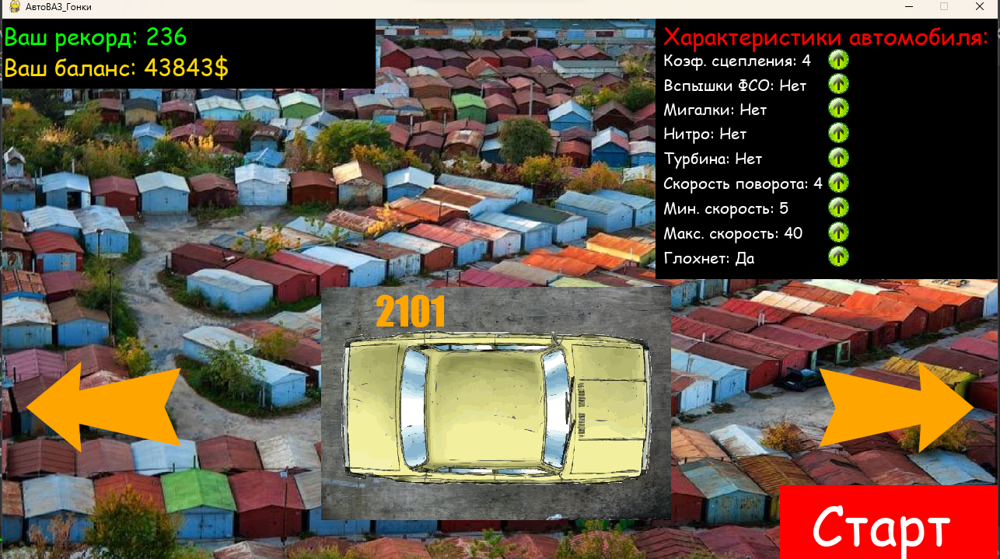 АвтоВАЗ_Гонки
Ваш рекорд: 236
Ваш баланс: 43843$
Характеристики автомобиля:
Коэф. сцепления: 4
Вспышки ФСО: Нет
Мигалки: Нет
Нитро: Нет
Турбина: Нет
Скорость поворота: 4
Мин. скорость: 5
Макс. скорость: 40
Глохнет: Да
2101
Старт